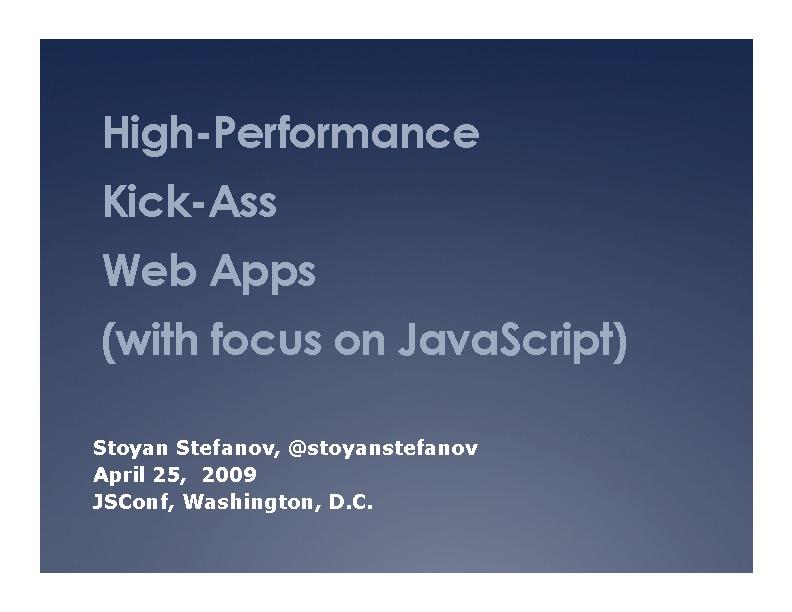 High-Performance
Kick-Ass
Web Apps
(with focus on JavaScript)
Stoyan Stefanov, @stoyanstefanov
April 25,  2009
JSConf, Washington, D.C.